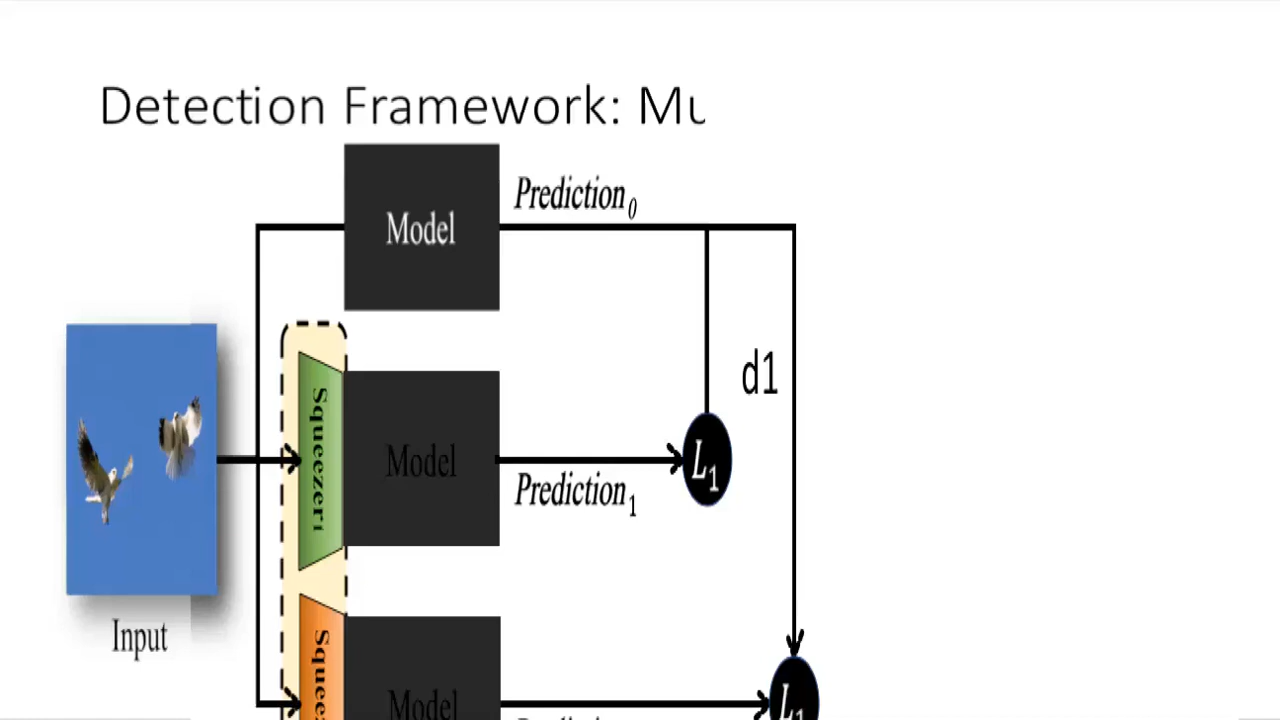 Detection Framework: Mu
Prediction0
Model
d1
Squeezer1
Model
L1
Prediction1
Input
Model
L1